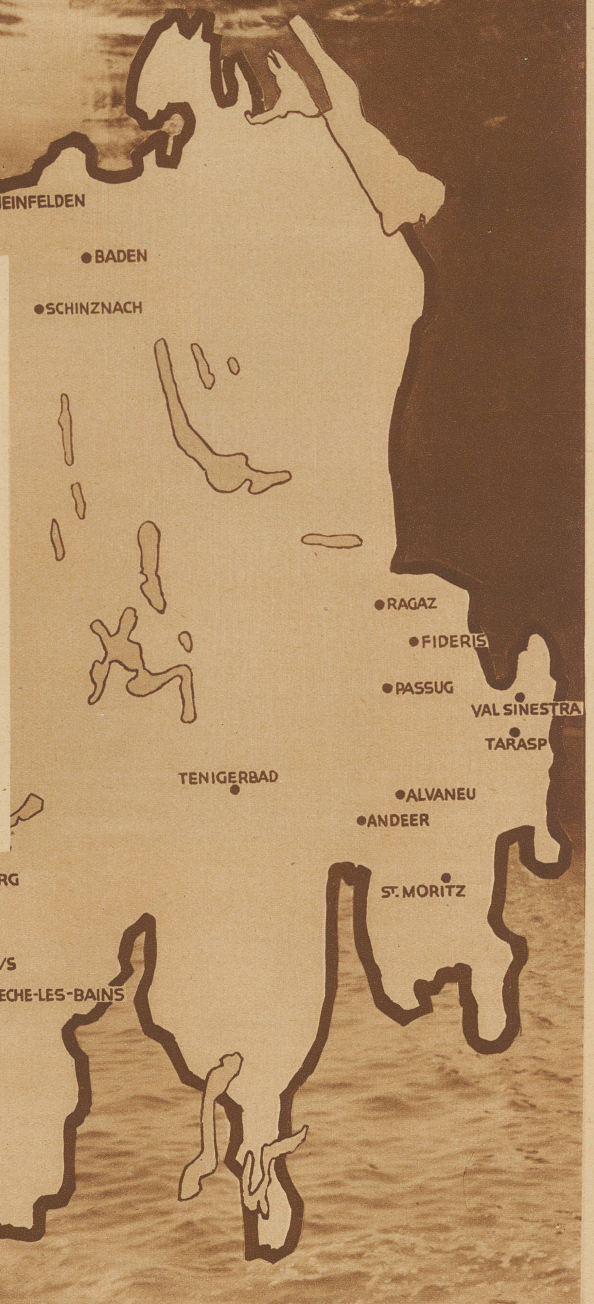 EINFELDEN
BADEN
SCHINZNACH
RAGAZ
FIDERIS
PASSUG
VAL SINESTRA
TARASP
TENIGERBAD
ALVANEU
ANDEER
RG
ST. MORITZ
/S
ECHE-LES-BAINS